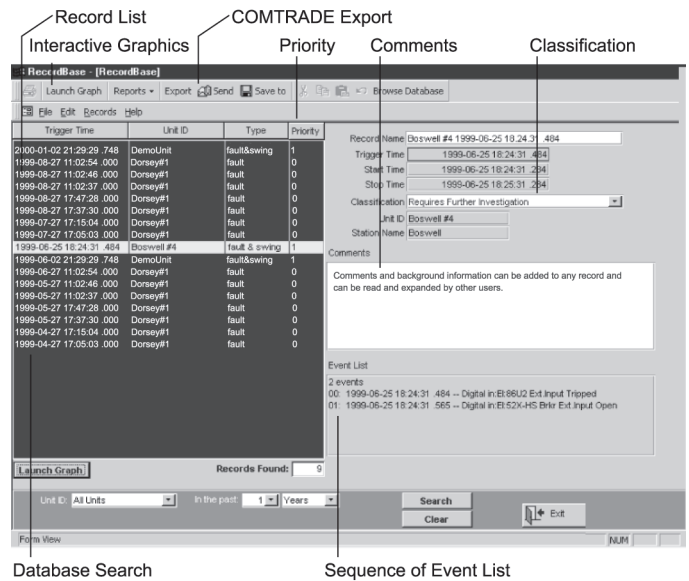 Record List
COMTRADE Export
Interactive Graphics
Priority
Comments
Classification
RecordBase - [RecordBase]
Launch Graph Reports Export Send Save to Browse Database
File Edit Records Help
Trigger Time Unit ID Type Priority
2000-01-02 21:29:29 .748 DemoUnit fault&swing 1
1999-08-27 11:02:54 .000 Dorsey#1 fault 0
1999-08-27 11:02:46 .000 Dorsey#1 fault 0
1999-08-27 11:02:37 .000 Dorsey#1 fault 0
1999-08-27 17:47:28 .000 Dorsey#1 fault 0
1999-08-27 17:37:30 .000 Dorsey#1 fault 0
1999-07-27 17:15:04 .000 Dorsey#1 fault 0
1999-07-27 17:05:03 .000 Dorsey#1 fault 0
1999-06-25 18:24:31 .484 Boswell #4 fault & swing 1
1999-06-02 21:29:29 .748 DemoUnit fault&swing 1
1999-06-27 11:02:54 .000 Dorsey#1 fault 0
1999-05-27 11:02:46 .000 Dorsey#1 fault 0
1999-05-27 11:02:37 .000 Dorsey#1 fault 0
1999-05-27 17:47:28 .000 Dorsey#1 fault 0
1999-05-27 17:37:30 .000 Dorsey#1 fault 0
1999-04-27 17:15:04 .000 Dorsey#1 fault 0
1999-04-27 17:05:03 .000 Dorsey#1 fault 0
Launch Graph
Records Found: 9
Record Name Boswell #4 1999-06-25 18.24.31 .484
Trigger Time 1999-06-25 18:24:31 .484
Start Time 1999-06-25 18:24:31 .284
Stop Time 1999-06-25 18:25:31 .284
Classification Requires Further Investigation
Unit ID Boswell #4
Station Name Boswell
Comments
Comments and background information can be added to any record and
can be read and expanded by other users.
Event List
2 events
00: 1999-06-25 18:24:31 .484 -- Digital in:El:86U2 Ext.Input Tripped
01: 1999-06-25 18:24:31 .565 -- Digital in:El:52X-HS Brkr Ext.Input Open
Unit ID: All Units In the past: 1 Years
Search
Clear
Exit
Form View
NUM
Database Search
Sequence of Event List